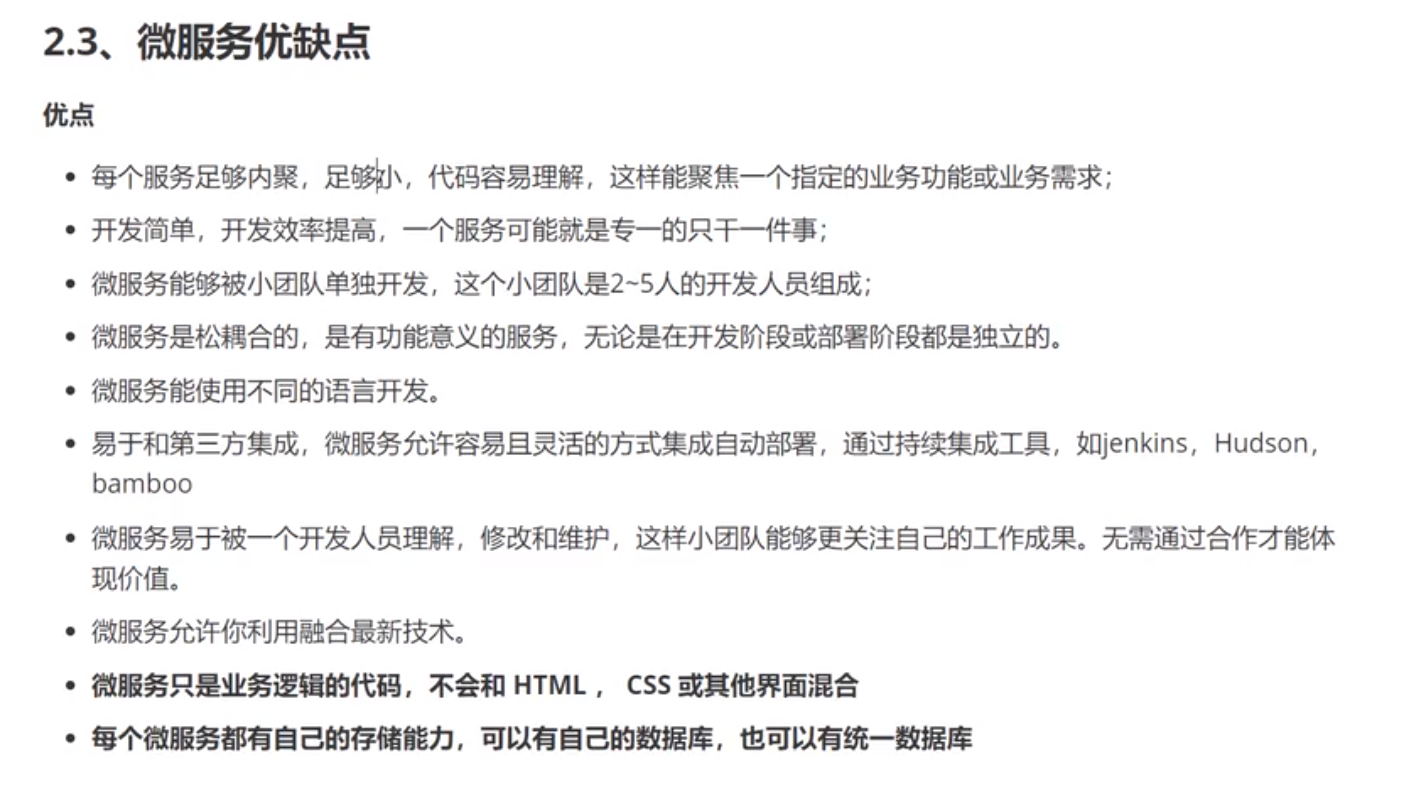 2.3、微服务优缺点
优点
• 每个服务足够内聚，足够小，代码容易理解，这样能聚焦一个指定的业务功能或业务需求；
• 开发简单，开发效率提高，一个服务可能就是专一的只干一件事；
• 微服务能够被小团队单独开发，这个小团队是2~5人的开发人员组成；
• 微服务是松耦合的，是有功能意义的服务，无论是在开发阶段或部署阶段都是独立的。
• 微服务能使用不同的语言开发。
• 易于和第三方集成，微服务允许容易且灵活的方式集成自动部署，通过持续集成工具，如jenkins，Hudson，
bamboo
• 微服务易于被一个开发人员理解，修改和维护，这样小团队能够更关注自己的工作成果。无需通过合作才能体
现价值。
• 微服务允许你利用融合最新技术。
• 微服务只是业务逻辑的代码，不会和 HTML ， CSS 或其他界面混合
• 每个微服务都有自己的存储能力，可以有自己的数据库，也可以有统一数据库